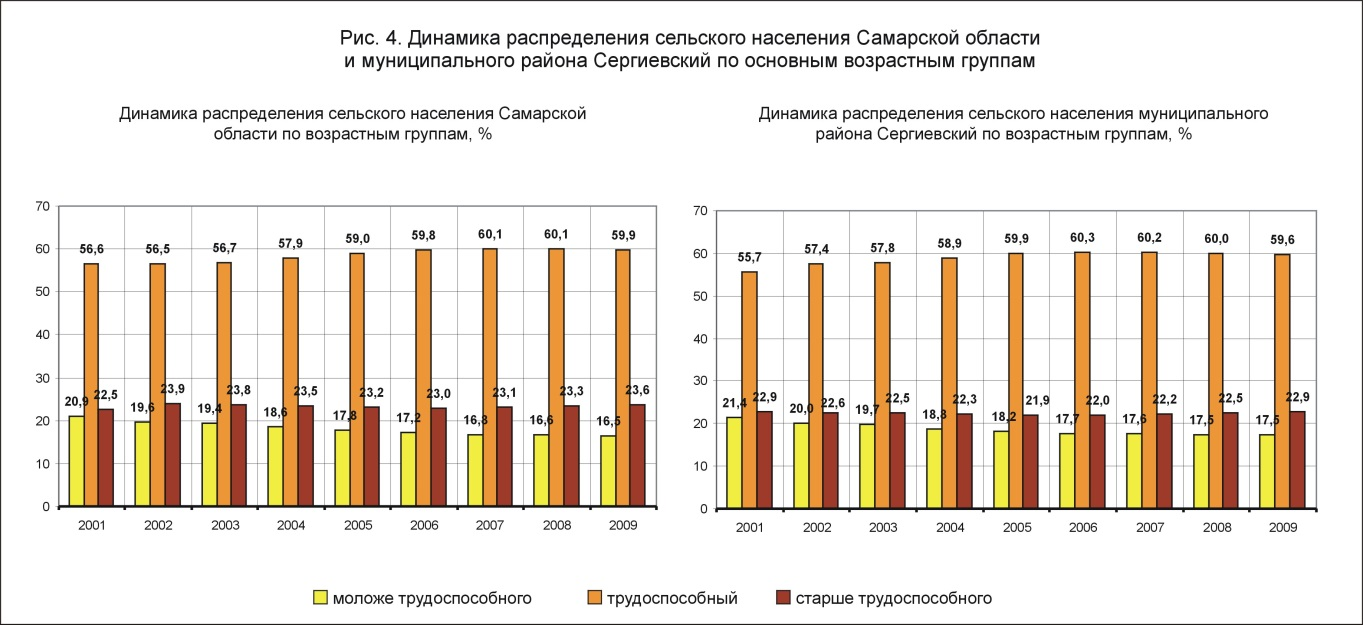 Рис. 4. Динамика распределения сельского населения Самарской области
и муниципального района Сергиевский по основным возрастным группам
Динамика распределения сельского населения Самарской
области по возрастным группам, %
70
60
50
40
30
20
10
0
56,6 56,5 56,7 57,9 59,0 59,8 60,1 60,1 59,9
20,9 22,5 19,6 23,9 19,4 23,8 18,6 23,5 17,8 23,2 17,2 23,0 16,8 23,1 16,6 23,3 16,5 23,6
2001 2002 2003 2004 2005 2006 2007 2008 2009
Динамика распределения сельского населения муниципального
района Сергиевский по возрастным группам, %
70
60
50
40
30
20
10
0
55,7 57,4 57,8 58,9 59,9 60,3 60,2 60,0 59,6
21,4 22,9 20,0 22,6 19,7 22,5 18,8 22,3 18,2 21,9 17,7 22,0 17,6 22,2 17,5 22,5 17,5 22,9
2001 2002 2003 2004 2005 2006 2007 2008 2009
моложе трудоспособного трудоспособный старше трудоспособного